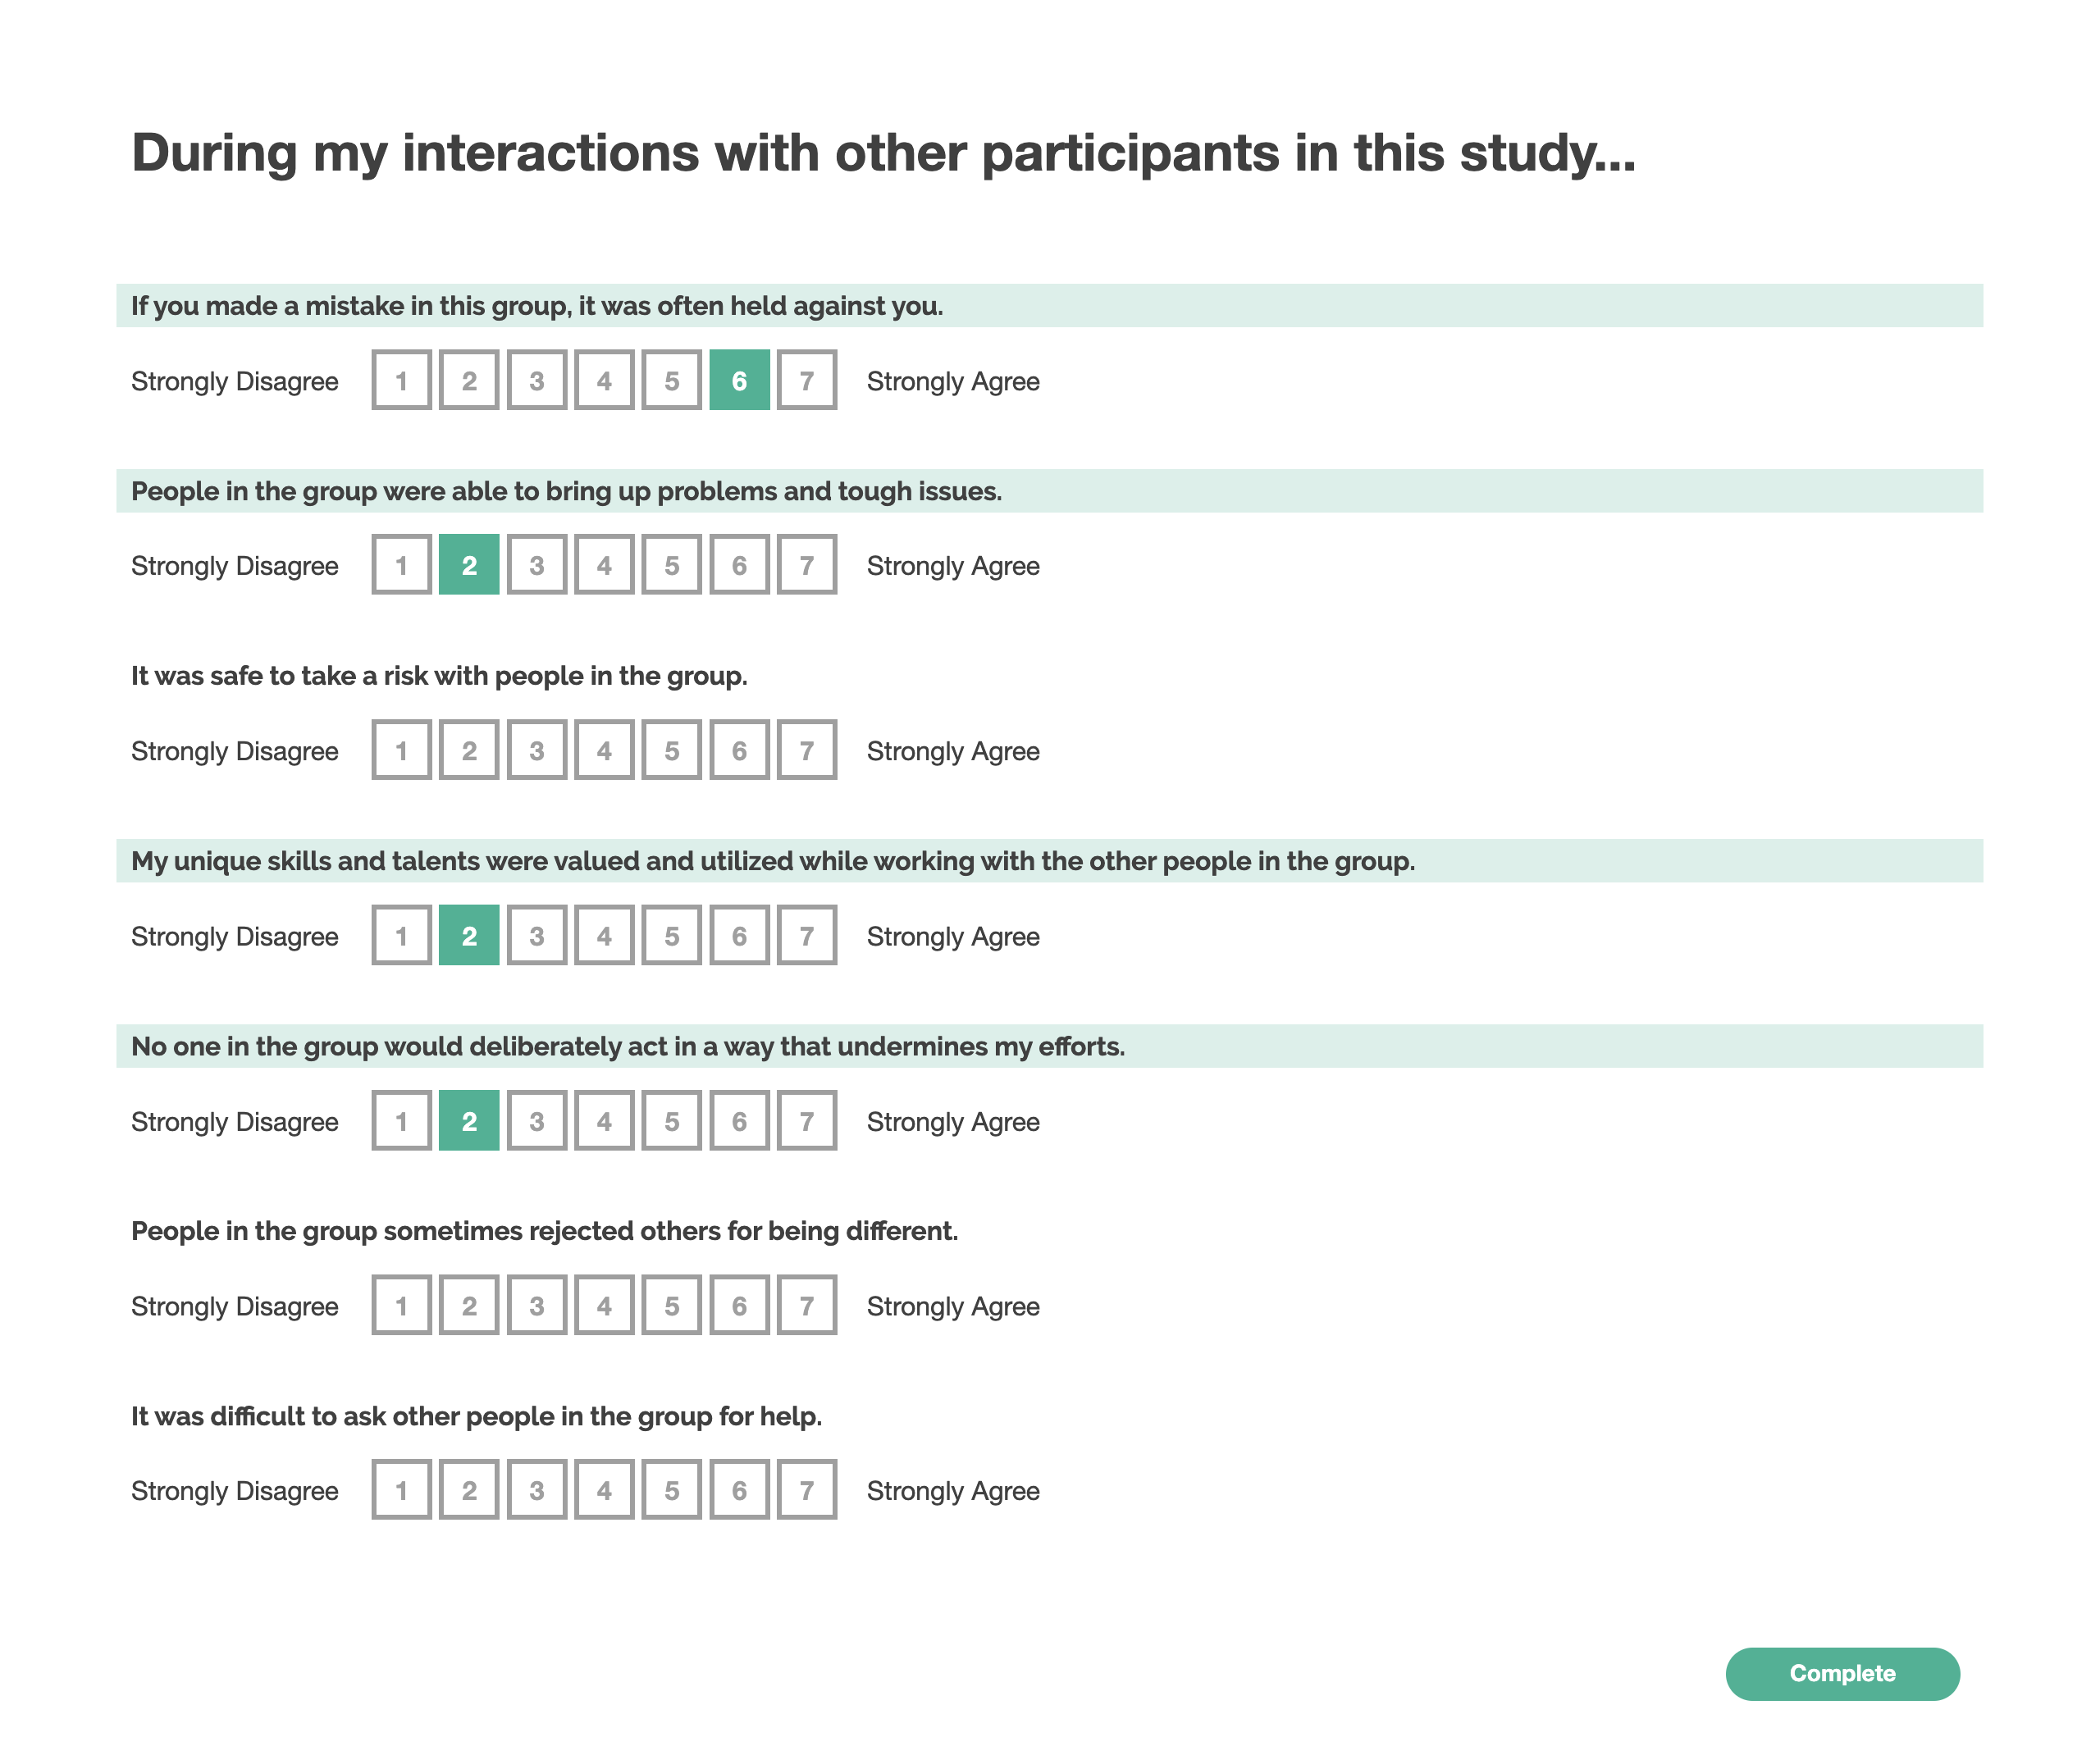 During my interactions with other participants in this study...
If you made a mistake in this group, it was often held against you.
Strongly Disagree 1 2 3 4 5 6 7 Strongly Agree
People in the group were able to bring up problems and tough issues.
Strongly Disagree 1 2 3 4 5 6 7 Strongly Agree
It was safe to take a risk with people in the group.
Strongly Disagree 1 2 3 4 5 6 7 Strongly Agree
My unique skills and talents were valued and utilized while working with the other people in the group.
Strongly Disagree 1 2 3 4 5 6 7 Strongly Agree
No one in the group would deliberately act in a way that undermines my efforts.
Strongly Disagree 1 2 3 4 5 6 7 Strongly Agree
People in the group sometimes rejected others for being different.
Strongly Disagree 1 2 3 4 5 6 7 Strongly Agree
It was difficult to ask other people in the group for help.
Strongly Disagree 1 2 3 4 5 6 7 Strongly Agree
Complete